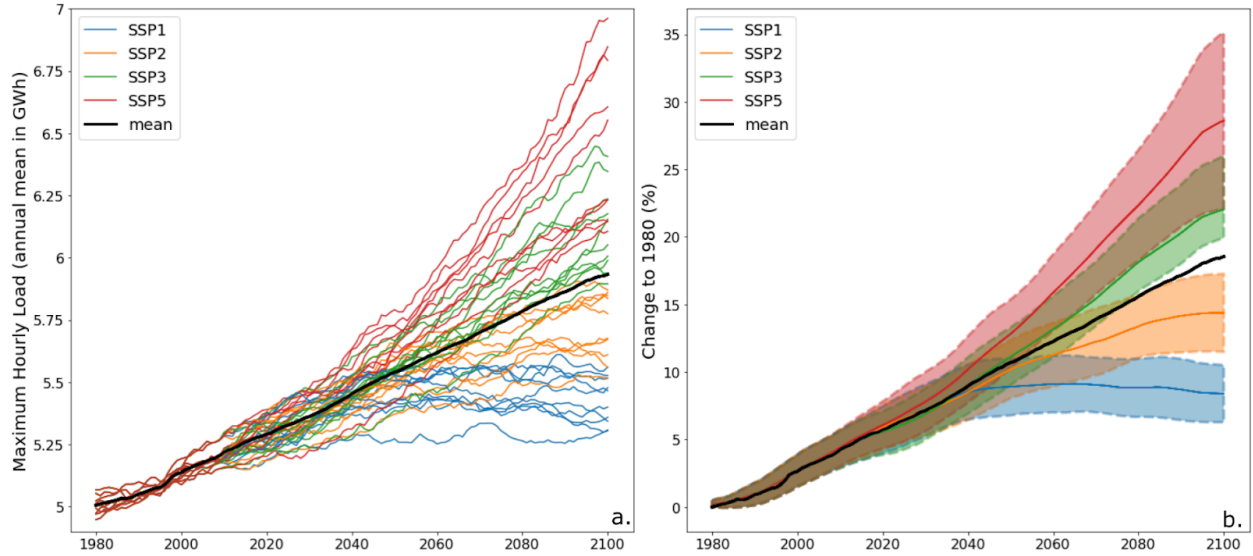 Maximum Hourly Load (annual mean in GWh)
7
6.75
6.5
6.25
6
5.75
5.5
5.25
5
SSP1
SSP2
SSP3
SSP5
mean
1980
2000
2020
2040
2060
2080
2100
a.
Change to 1980 (%)
35
30
25
20
15
10
5
0
SSP1
SSP2
SSP3
SSP5
mean
1980
2000
2020
2040
2060
2080
2100
b.